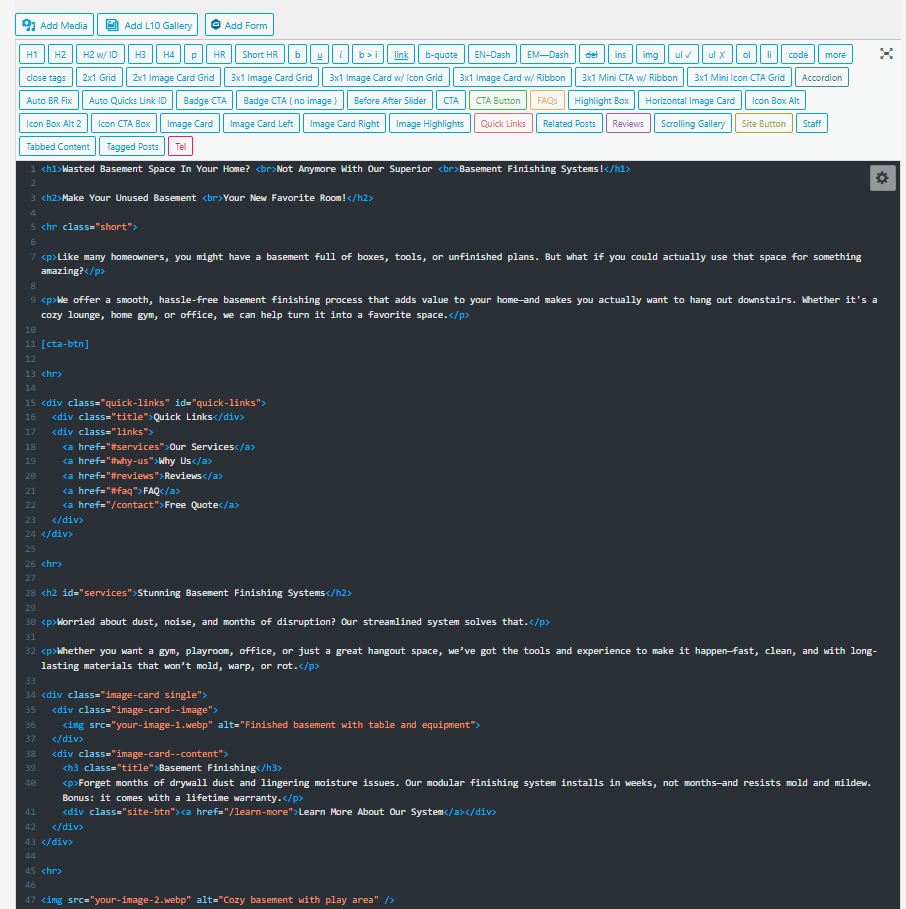 Add Media Add L10 Gallery Add Form
H1 H2 H2 w/ ID H3 H4 p HR Short HR b u i b > i link b-quote EN–Dash EM—Dash del ins img ul ✓ ul ✗ ol li code more
close tags 2x1 Grid 2x1 Image Card Grid 3x1 Image Card Grid 3x1 Image Card w/ Icon Grid 3x1 Image Card w/ Ribbon 3x1 Mini CTA w/ Ribbon 3x1 Mini Icon CTA Grid Accordion
Auto BR Fix Auto Quicks Link ID Badge CTA Badge CTA ( no image ) Before After Slider CTA CTA Button FAQs Highlight Box Horizontal Image Card Icon Box Alt
Icon Box Alt 2 Icon CTA Box Image Card Image Card Left Image Card Right Image Highlights Quick Links Related Posts Reviews Scrolling Gallery Site Button Staff
Tabbed Content Tagged Posts Tel
1 <h1>Wasted Basement Space In Your Home? <br>Not Anymore With Our Superior <br>Basement Finishing Systems!</h1>
2
3 <h2>Make Your Unused Basement <br>Your New Favorite Room!</h2>
4
5 <hr class="short">
6
7 <p>Like many homeowners, you might have a basement full of boxes, tools, or unfinished plans. But what if you could actually use that space for something
amazing?</p>
8
9 <p>We offer a smooth, hassle-free basement finishing process that adds value to your home—and makes you actually want to hang out downstairs. Whether it's a
cozy lounge, home gym, or office, we can help turn it into a favorite space.</p>
10
11 [cta-btn]
12
13 <hr>
14
15 <div class="quick-links" id="quick-links">
16 <div class="title">Quick Links</div>
17 <div class="links">
18 <a href="#services">Our Services</a>
19 <a href="#why-us">Why Us</a>
20 <a href="#reviews">Reviews</a>
21 <a href="#faq">FAQ</a>
22 <a href="/contact">Free Quote</a>
23 </div>
24 </div>
25
26 <hr>
27
28 <h2 id="services">Stunning Basement Finishing Systems</h2>
29
30 <p>Worried about dust, noise, and months of disruption? Our streamlined system solves that.</p>
31
32 <p>Whether you want a gym, playroom, office, or just a great hangout space, we’ve got the tools and experience to make it happen—fast, clean, and with long-
lasting materials that won’t mold, warp, or rot.</p>
33
34 <div class="image-card single">
35 <div class="image-card--image">
36 <img src="your-image-1.webp" alt="Finished basement with table and equipment">
37 </div>
38 <div class="image-card--content">
39 <h3 class="title">Basement Finishing</h3>
40 <p>Forget months of drywall dust and lingering moisture issues. Our modular finishing system installs in weeks, not months—and resists mold and mildew.
Bonus: it comes with a lifetime warranty.</p>
41 <div class="site-btn"><a href="/learn-more">Learn More About Our System</a></div>
42 </div>
43 </div>
44
45 <hr>
46
47 <img src="your-image-2.webp" alt="Cozy basement with play area" />